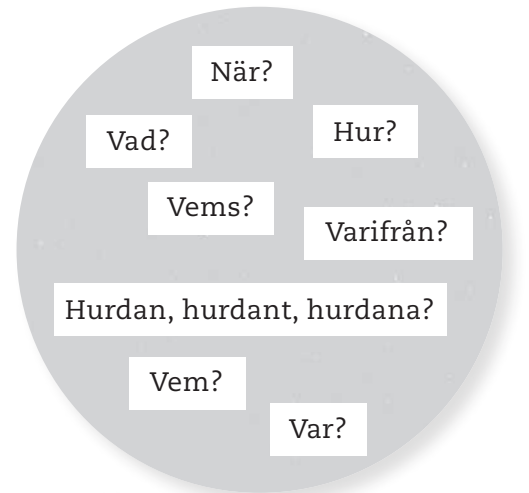 När?
Hur?
Vad?
Vems?
Varifrån?
Hurdan, hurdant, hurdana?
Vem?
Var?